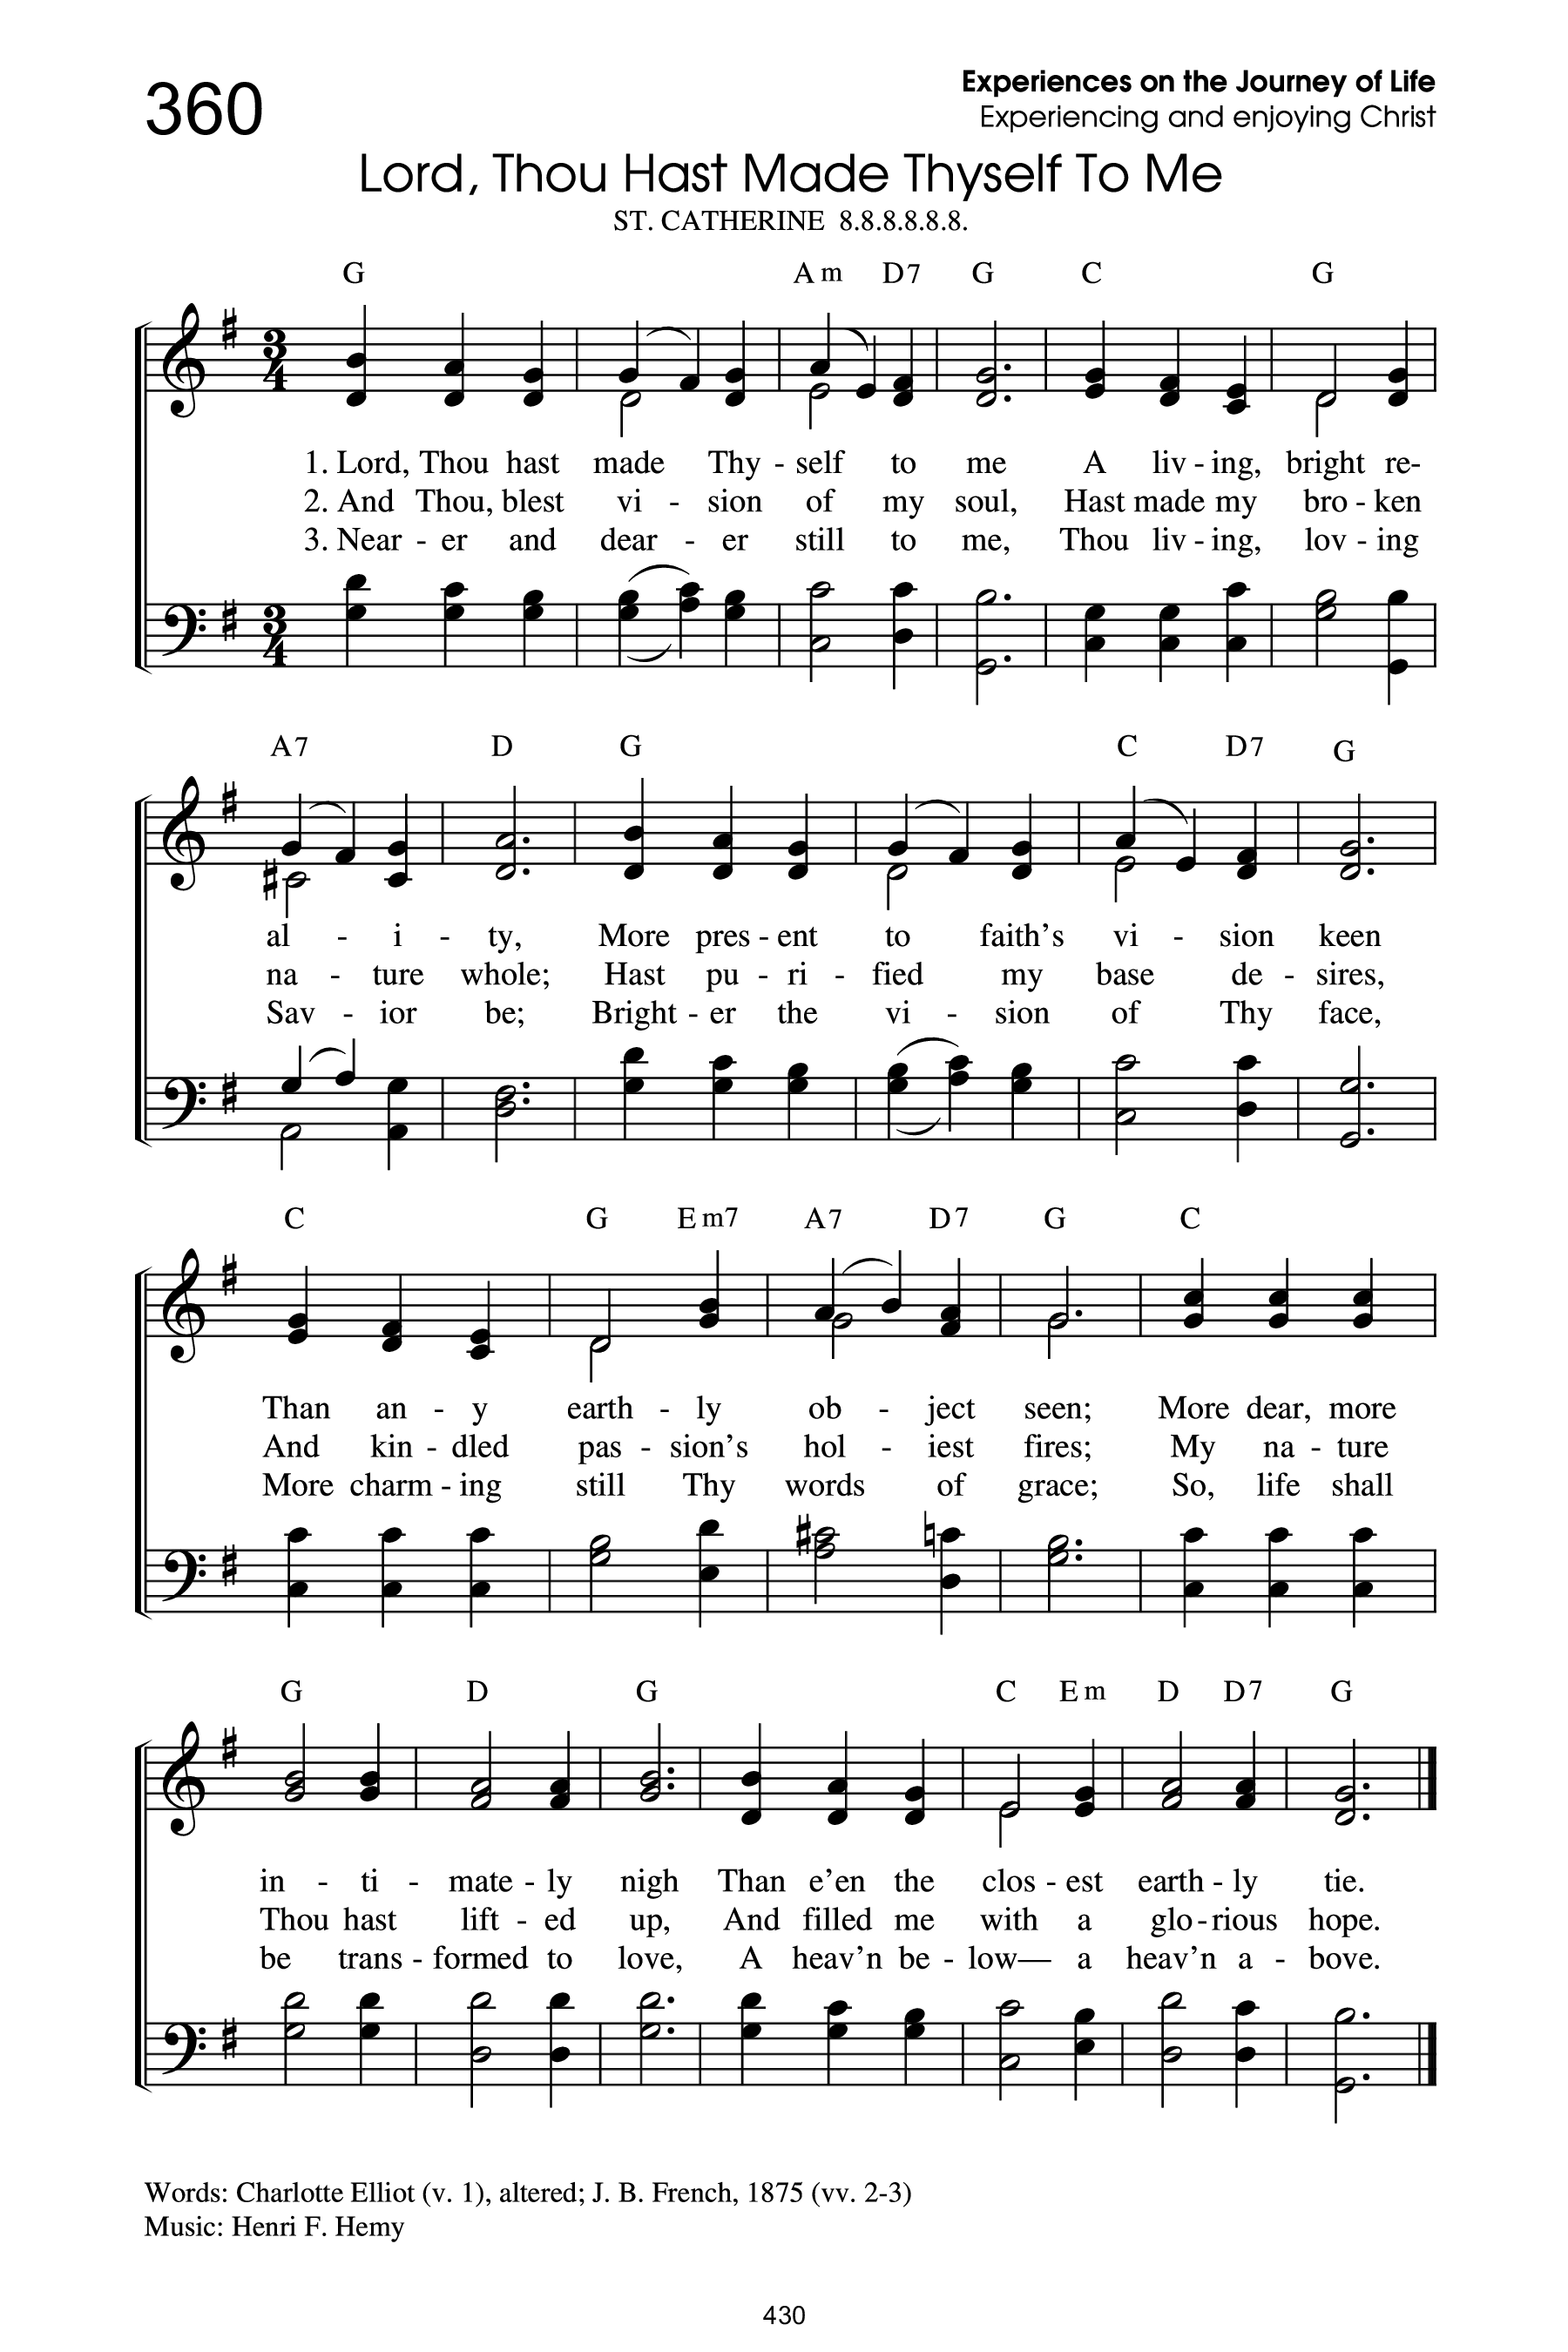 360
Experiences on the Journey of Life
Experiencing and enjoying Christ
Lord, Thou Hast Made Thyself To Me
ST. CATHERINE 8.8.8.8.8.8.
G Am D7 G C G
3 4
1. Lord, Thou hast made Thy - self to me A liv - ing, bright re-
2. And Thou, blest vi - sion of my soul, Hast made my bro - ken
3. Near - er and dear - er still to me, Thou liv - ing, lov - ing
3 4
A7 D G C D7 G
al - i - ty, More pres - ent to faith's vi - sion keen
na - ture whole; Hast pu - ri - fied my base de - sires,
Sav - ior be; Bright - er the vi - sion of Thy face,
C G Em7 A7 D7 G C
Than an - y earth - ly ob - ject seen; More dear, more
And kin - dled pas - sion's hol - iest fires; My na - ture
More charm - ing still Thy words of grace; So, life shall
G D G C Em D D7 G
in - ti - mate - ly nigh Than e'en the clos - est earth - ly tie.
Thou hast lift - ed up, And filled me with a glo - rious hope.
be trans - formed to love, A heav'n be - low— a heav'n a - bove.
Words: Charlotte Elliot (v. 1), altered; J. B. French, 1875 (vv. 2-3)
Music: Henri F. Hemy
430